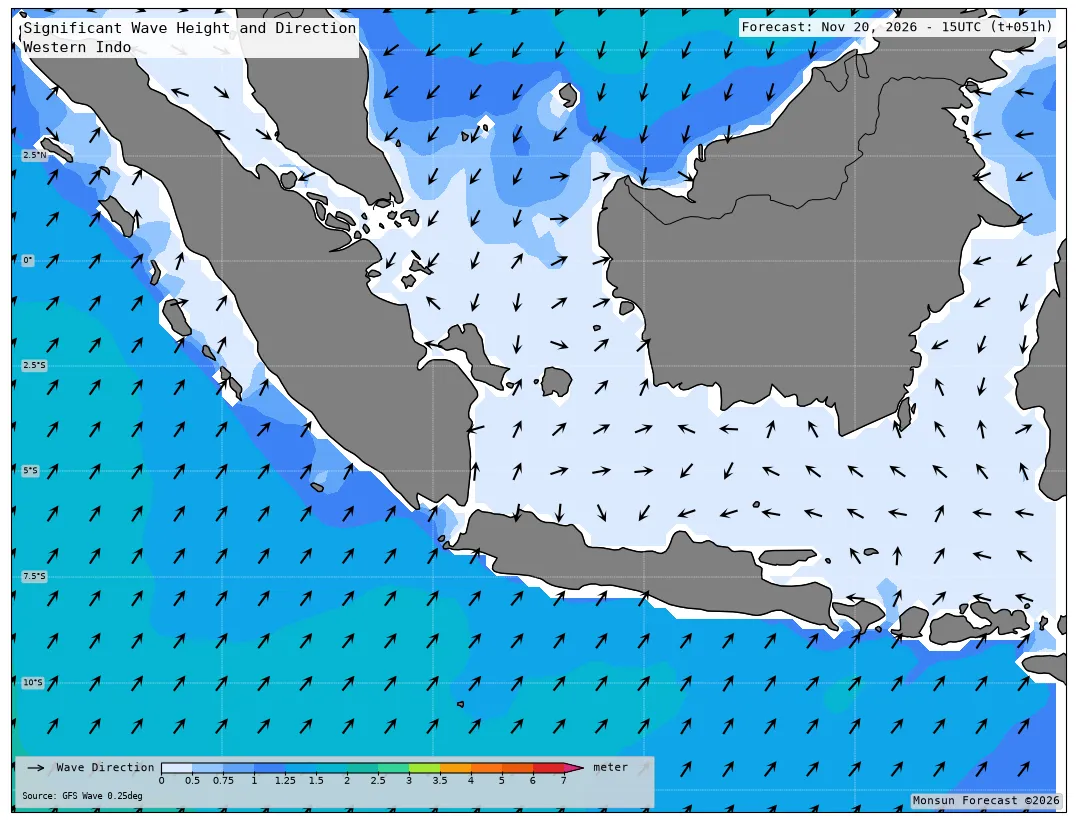 Significant Wave Height and Direction
Western Indo
Forecast: Nov 20, 2026 - 15UTC (t+051h)
2.5°N
0°
2.5°S
5°S
7.5°S
10°S
Wave Direction
0 0.5 0.75 1 1.25 1.5 2 2.5 3 3.5 4 5 6 7
meter
Source: GFS Wave 0.25deg
Monsun Forecast ©2026